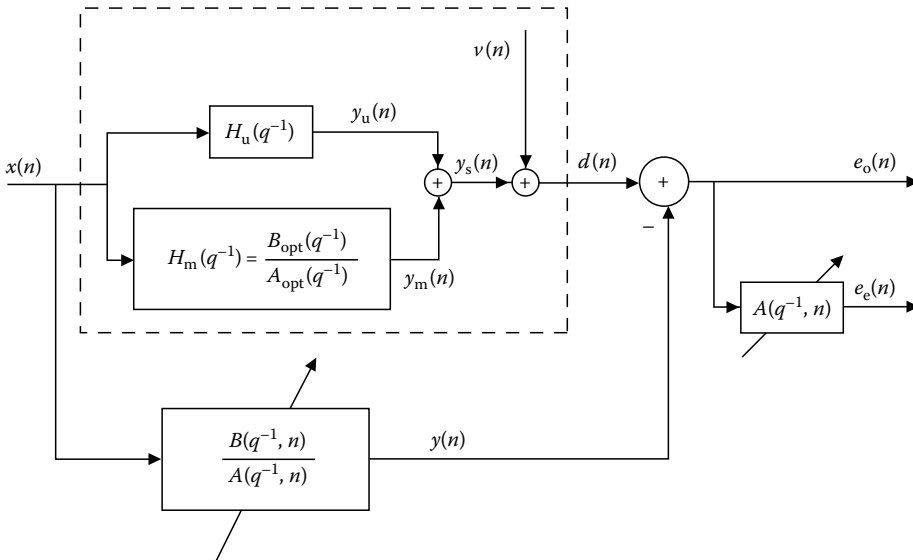 ν(n)
y_u(n)
H_u(q⁻¹)
x(n)
y_s(n)
d(n)
e_o(n)
+
+
+
−
H_m(q⁻¹) = B_opt(q⁻¹) / A_opt(q⁻¹)
y_m(n)
A(q⁻¹, n)
e_e(n)
B(q⁻¹, n) / A(q⁻¹, n)
y(n)